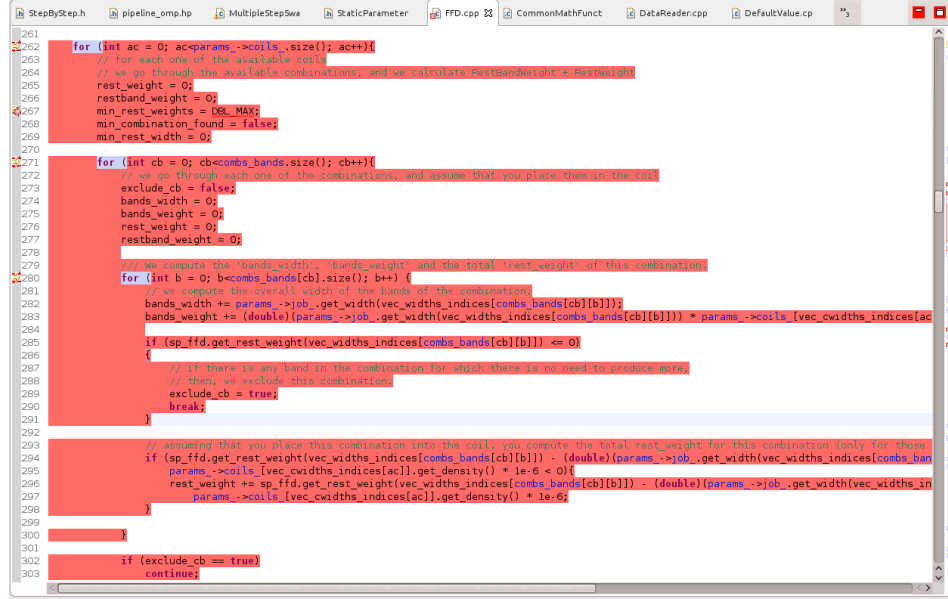 StepByStep.h pipeline_omp.hp MultipleStepSwa StaticParameter FFD.cpp CommonMathFunct DataReader.cpp DefaultValue.cp »3
261
262 for (int ac = 0; ac<params_->coils_.size(); ac++){
263 // for each one of the available coils
264 // we go through the available combinations, and we calculate RestBandWeight + RestWeight
265 rest_weight = 0;
266 restband_weight = 0;
267 min_rest_weights = DBL_MAX;
268 min_combination_found = false;
269 min_rest_width = 0;
270
271 for (int cb = 0; cb<combs_bands.size(); cb++){
272 // we go through each one of the combinations, and assume that you place them in the coil
273 exclude_cb = false;
274 bands_width = 0;
275 bands_weight = 0;
276 rest_weight = 0;
277 restband_weight = 0;
278
279 /// We compute the 'bands_width', 'bands_weight' and the total 'rest_weight' of this combination.
280 for (int b = 0; b<combs_bands[cb].size(); b++) {
281 // we compute the overall width of the bands of the combination.
282 bands_width += params_->job_.get_width(vec_widths_indices[combs_bands[cb][b]]);
283 bands_weight += (double)(params_->job_.get_width(vec_widths_indices[combs_bands[cb][b]])) * params_->coils_[vec_cwidths_indices[ac
284
285 if (sp_ffd.get_rest_weight(vec_widths_indices[combs_bands[cb][b]]) <= 0)
286 {
287 // if there is any band in the combination for which there is no need to produce more,
288 // then, we exclude this combination.
289 exclude_cb = true;
290 break;
291 }
292
293 // assuming that you place this combination into the coil, you compute the total rest_weight for this combination (only for those
294 if (sp_ffd.get_rest_weight(vec_widths_indices[combs_bands[cb][b]]) - (double)(params_->job_.get_width(vec_widths_indices[combs_ban
295 params_->coils_[vec_cwidths_indices[ac]].get_density() * 1e-6 < 0){
296 rest_weight += sp_ffd.get_rest_weight(vec_widths_indices[combs_bands[cb][b]]) - (double)(params_->job_.get_width(vec_widths_in
297 params_->coils_[vec_cwidths_indices[ac]].get_density() * 1e-6;
298 }
299
300 }
301
302 if (exclude_cb == true)
303 continue;